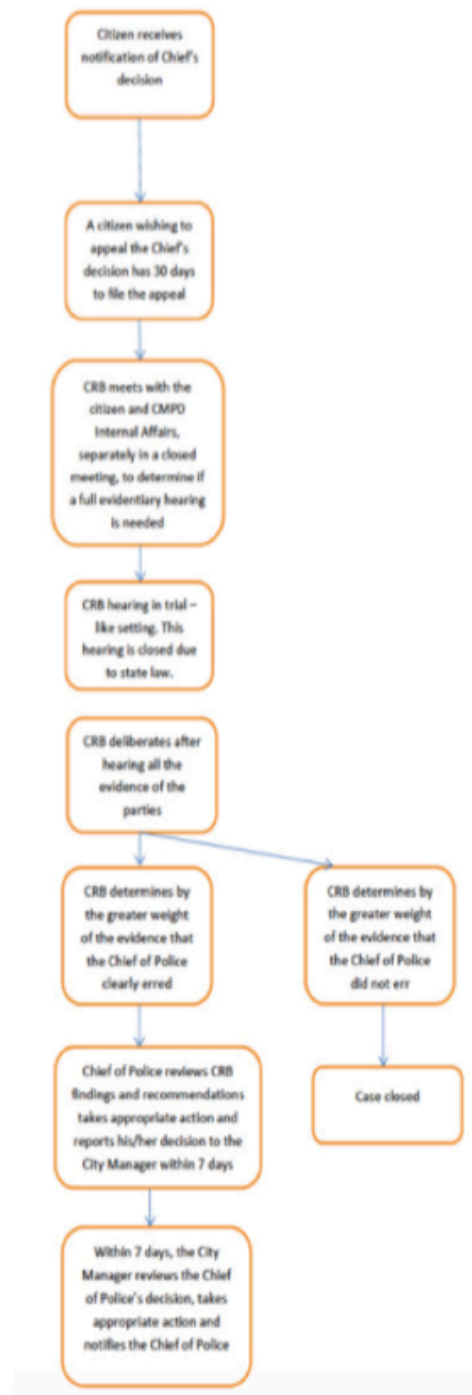 Citizen receives
notification of Chief's
decision
A citizen wishing to
appeal the Chief's
decision has 30 days
to file the appeal
CRB meets with the
citizen and CMPD
Internal Affairs,
separately in a closed
meeting, to determine if
a full evidentiary hearing
is needed
CRB hearing in trial –
like setting. This
hearing is closed due
to state law.
CRB deliberates after
hearing all the
evidence of the
parties
CRB determines by
the greater weight
of the evidence that
the Chief of Police
clearly erred
CRB determines by
the greater weight
of the evidence that
the Chief of Police
did not err
Chief of Police reviews CRB
findings and recommendations
takes appropriate action and
reports his/her decision to the
City Manager within 7 days
Case closed
Within 7 days, the City
Manager reviews the Chief
of Police's decision, takes
appropriate action and
notifies the Chief of Police